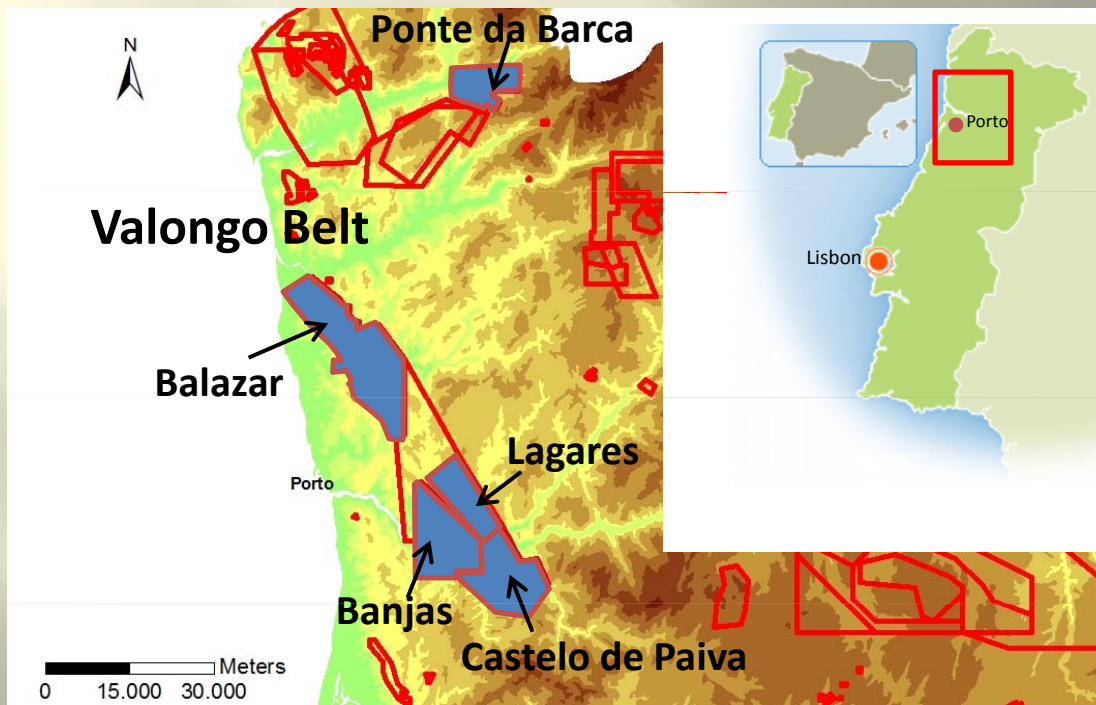 Ponte da Barca
N
Porto
Valongo Belt
Lisbon
Balazar
Lagares
Porto
Banjas
Castelo de Paiva
Meters
0 15.000 30.000